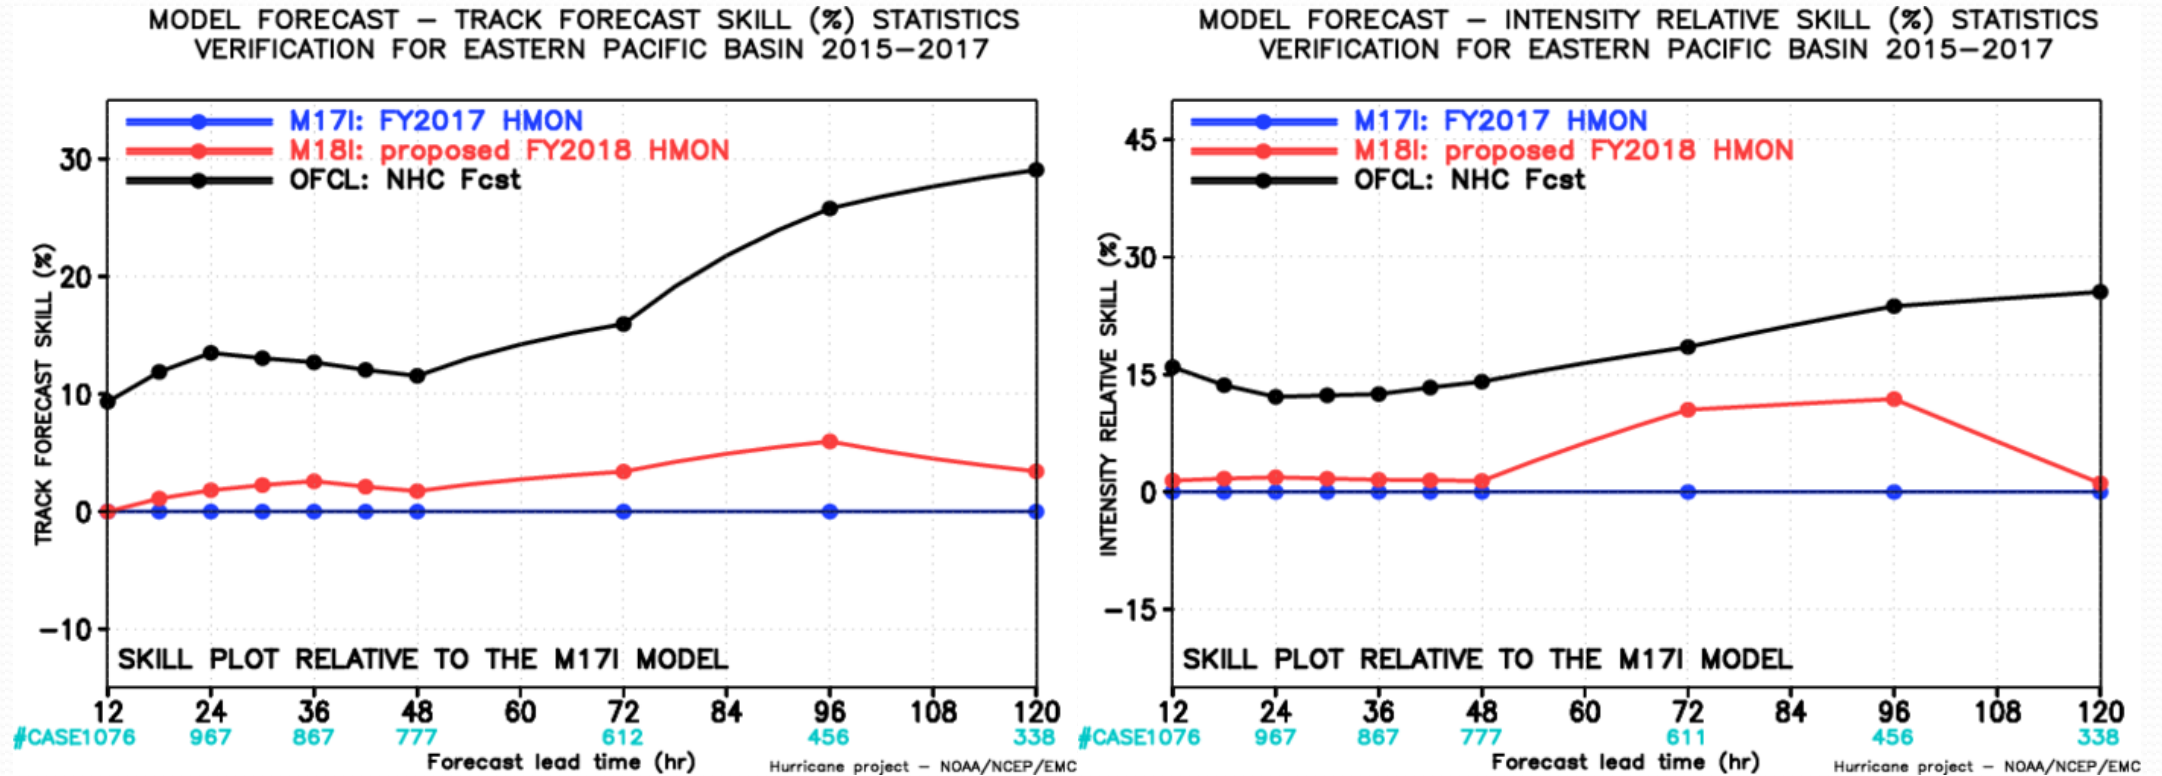 MODEL FORECAST – TRACK FORECAST SKILL (%) STATISTICS
VERIFICATION FOR EASTERN PACIFIC BASIN 2015–2017
M17I: FY2017 HMON
M18I: proposed FY2018 HMON
OFCL: NHC Fcst
TRACK FORECAST SKILL (%)
30
20
10
0
–10
SKILL PLOT RELATIVE TO THE M17I MODEL
12 24 36 48 60 72 84 96 108 120
#CASE1076 967 867 777 612 456 338
Forecast lead time (hr)
Hurricane project – NOAA/NCEP/EMC
MODEL FORECAST – INTENSITY RELATIVE SKILL (%) STATISTICS
VERIFICATION FOR EASTERN PACIFIC BASIN 2015–2017
M17I: FY2017 HMON
M18I: proposed FY2018 HMON
OFCL: NHC Fcst
INTENSITY RELATIVE SKILL (%)
45
30
15
0
–15
SKILL PLOT RELATIVE TO THE M17I MODEL
12 24 36 48 60 72 84 96 108 120
#CASE1076 967 867 777 611 456 338
Forecast lead time (hr)
Hurricane project – NOAA/NCEP/EMC